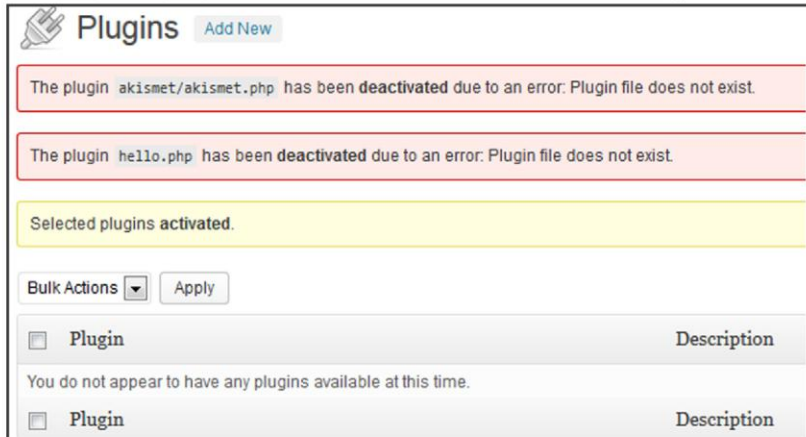 Plugins Add New
The plugin akismet/akismet.php has been deactivated due to an error: Plugin file does not exist.
The plugin hello.php has been deactivated due to an error: Plugin file does not exist.
Selected plugins activated.
Bulk Actions Apply
Plugin Description
You do not appear to have any plugins available at this time.
Plugin Description